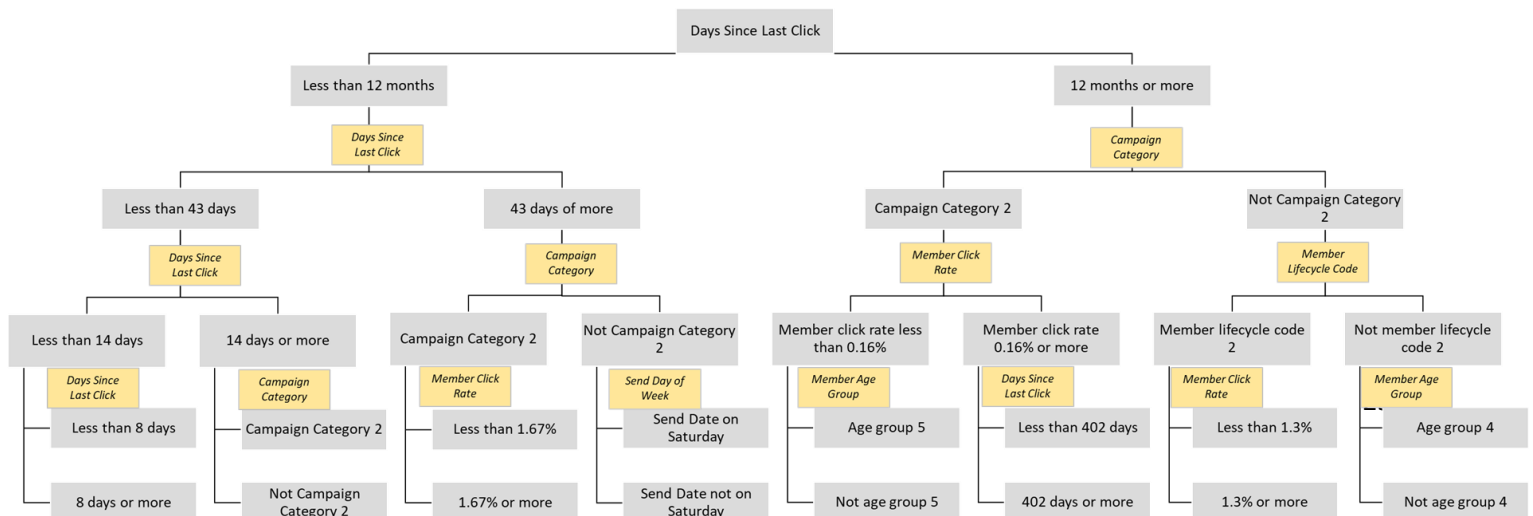 Days Since Last Click
Less than 12 months
12 months or more
Days Since
Last Click
Campaign
Category
Less than 43 days
43 days of more
Campaign Category 2
Not Campaign Category
2
Days Since
Last Click
Campaign
Category
Member Click
Rate
Member
Lifecycle Code
Less than 14 days
14 days or more
Campaign Category 2
Not Campaign Category
2
Member click rate less
than 0.16%
Member click rate
0.16% or more
Member lifecycle code
2
Not member lifecycle
code 2
Days Since
Last Click
Campaign
Category
Member Click
Rate
Send Day of
Week
Member Age
Group
Days Since
Last Click
Member Click
Rate
Member Age
Group
Less than 8 days
Campaign Category 2
Less than 1.67%
Send Date on
Saturday
Age group 5
Less than 402 days
Less than 1.3%
Age group 4
8 days or more
Not Campaign
Category 2
1.67% or more
Send Date not on
Saturday
Not age group 5
402 days or more
1.3% or more
Not age group 4